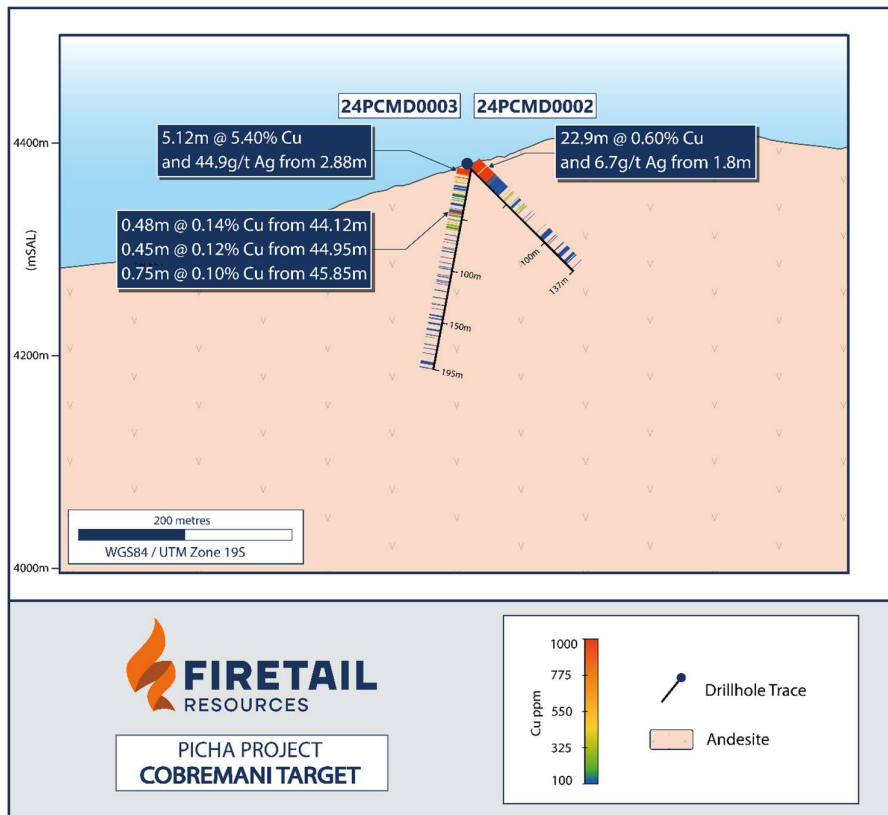 24PCMD0003
24PCMD0002
4400m
5.12m @ 5.40% Cu
and 44.9g/t Ag from 2.88m
22.9m @ 0.60% Cu
and 6.7g/t Ag from 1.8m
0.48m @ 0.14% Cu from 44.12m
0.45m @ 0.12% Cu from 44.95m
0.75m @ 0.10% Cu from 45.85m
(mSAL)
100m
137m
100m
150m
195m
4200m
200 metres
WGS84 / UTM Zone 19S
4000m
FIRETAIL
RESOURCES
PICHA PROJECT
COBREMANI TARGET
Cu ppm
1000
775
550
325
100
Drillhole Trace
Andesite